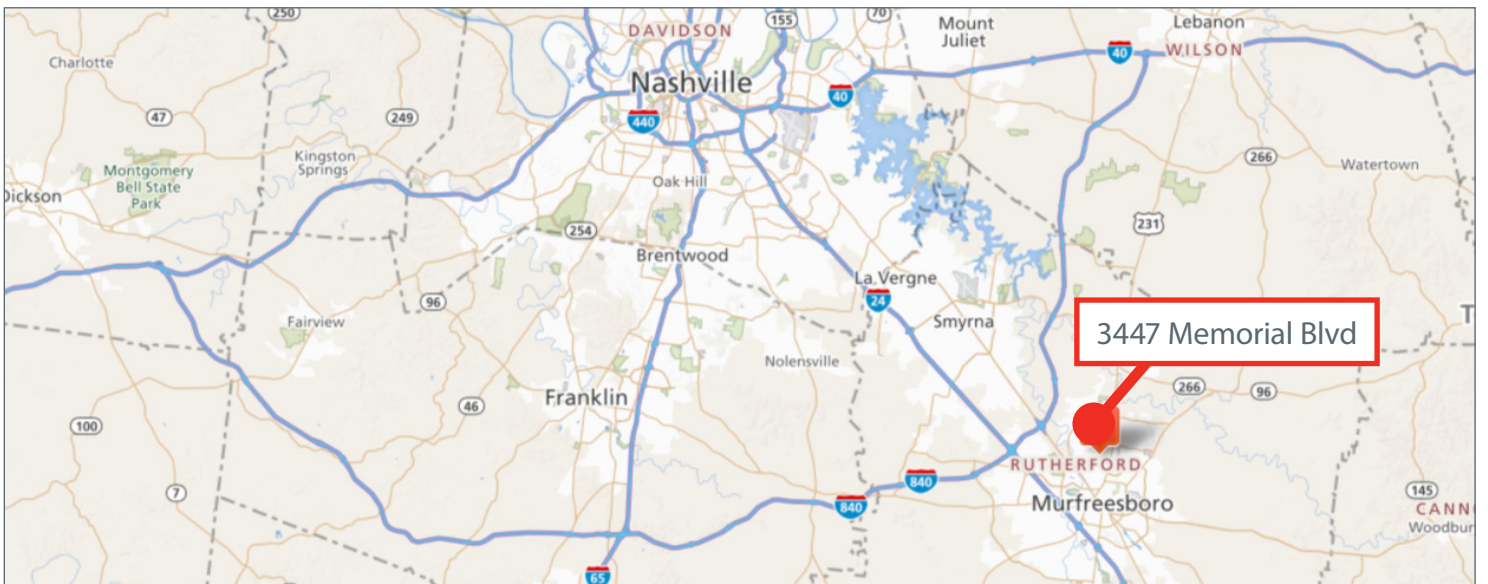 250
155
70
Mount
Juliet
Lebanon
DAVIDSON
WILSON
40
Charlotte
Nashville
40
440
47
249
Kingston
Springs
266
Watertown
Montgomery
Bell State
Park
Oak Hill
Dickson
231
254
Brentwood
La Vergne
24
96
Fairview
Smyrna
3447 Memorial Blvd
Nolensville
266
96
Franklin
46
100
RUTHERFORD
840
7
145
Murfreesboro
840
CANN
Woodbur
65